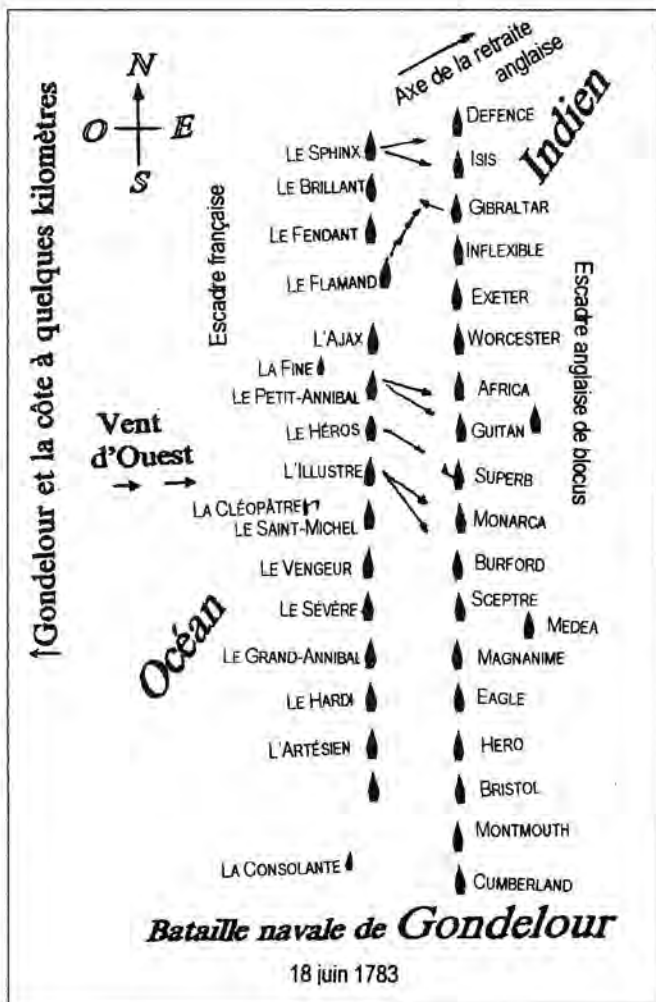 N
O E
S
Axe de la retraite
anglaise
Indien
↑Gondelour et la côte à quelques kilomètres
Escadre française
Vent
d'Ouest
Océan
LE SPHINX
LE BRILLANT
LE FENDANT
LE FLAMAND
L'AJAX
LA FINE
LE PETIT-ANNIBAL
LE HÉROS
L'ILLUSTRE
LA CLÉOPÂTRE
LE SAINT-MICHEL
LE VENGEUR
LE SÉVÈRE
LE GRAND-ANNIBAL
LE HARDI
L'ARTÉSIEN
LA CONSOLANTE
DEFENCE
ISIS
GIBRALTAR
INFLEXIBLE
EXETER
WORCESTER
AFRICA
GUITAN
SUPERB
MONARCA
BURFORD
SCEPTRE
MEDEA
MAGNANIME
EAGLE
HERO
BRISTOL
MONTMOUTH
CUMBERLAND
Escadre anglaise de blocus
Bataille navale de Gondelour
18 juin 1783